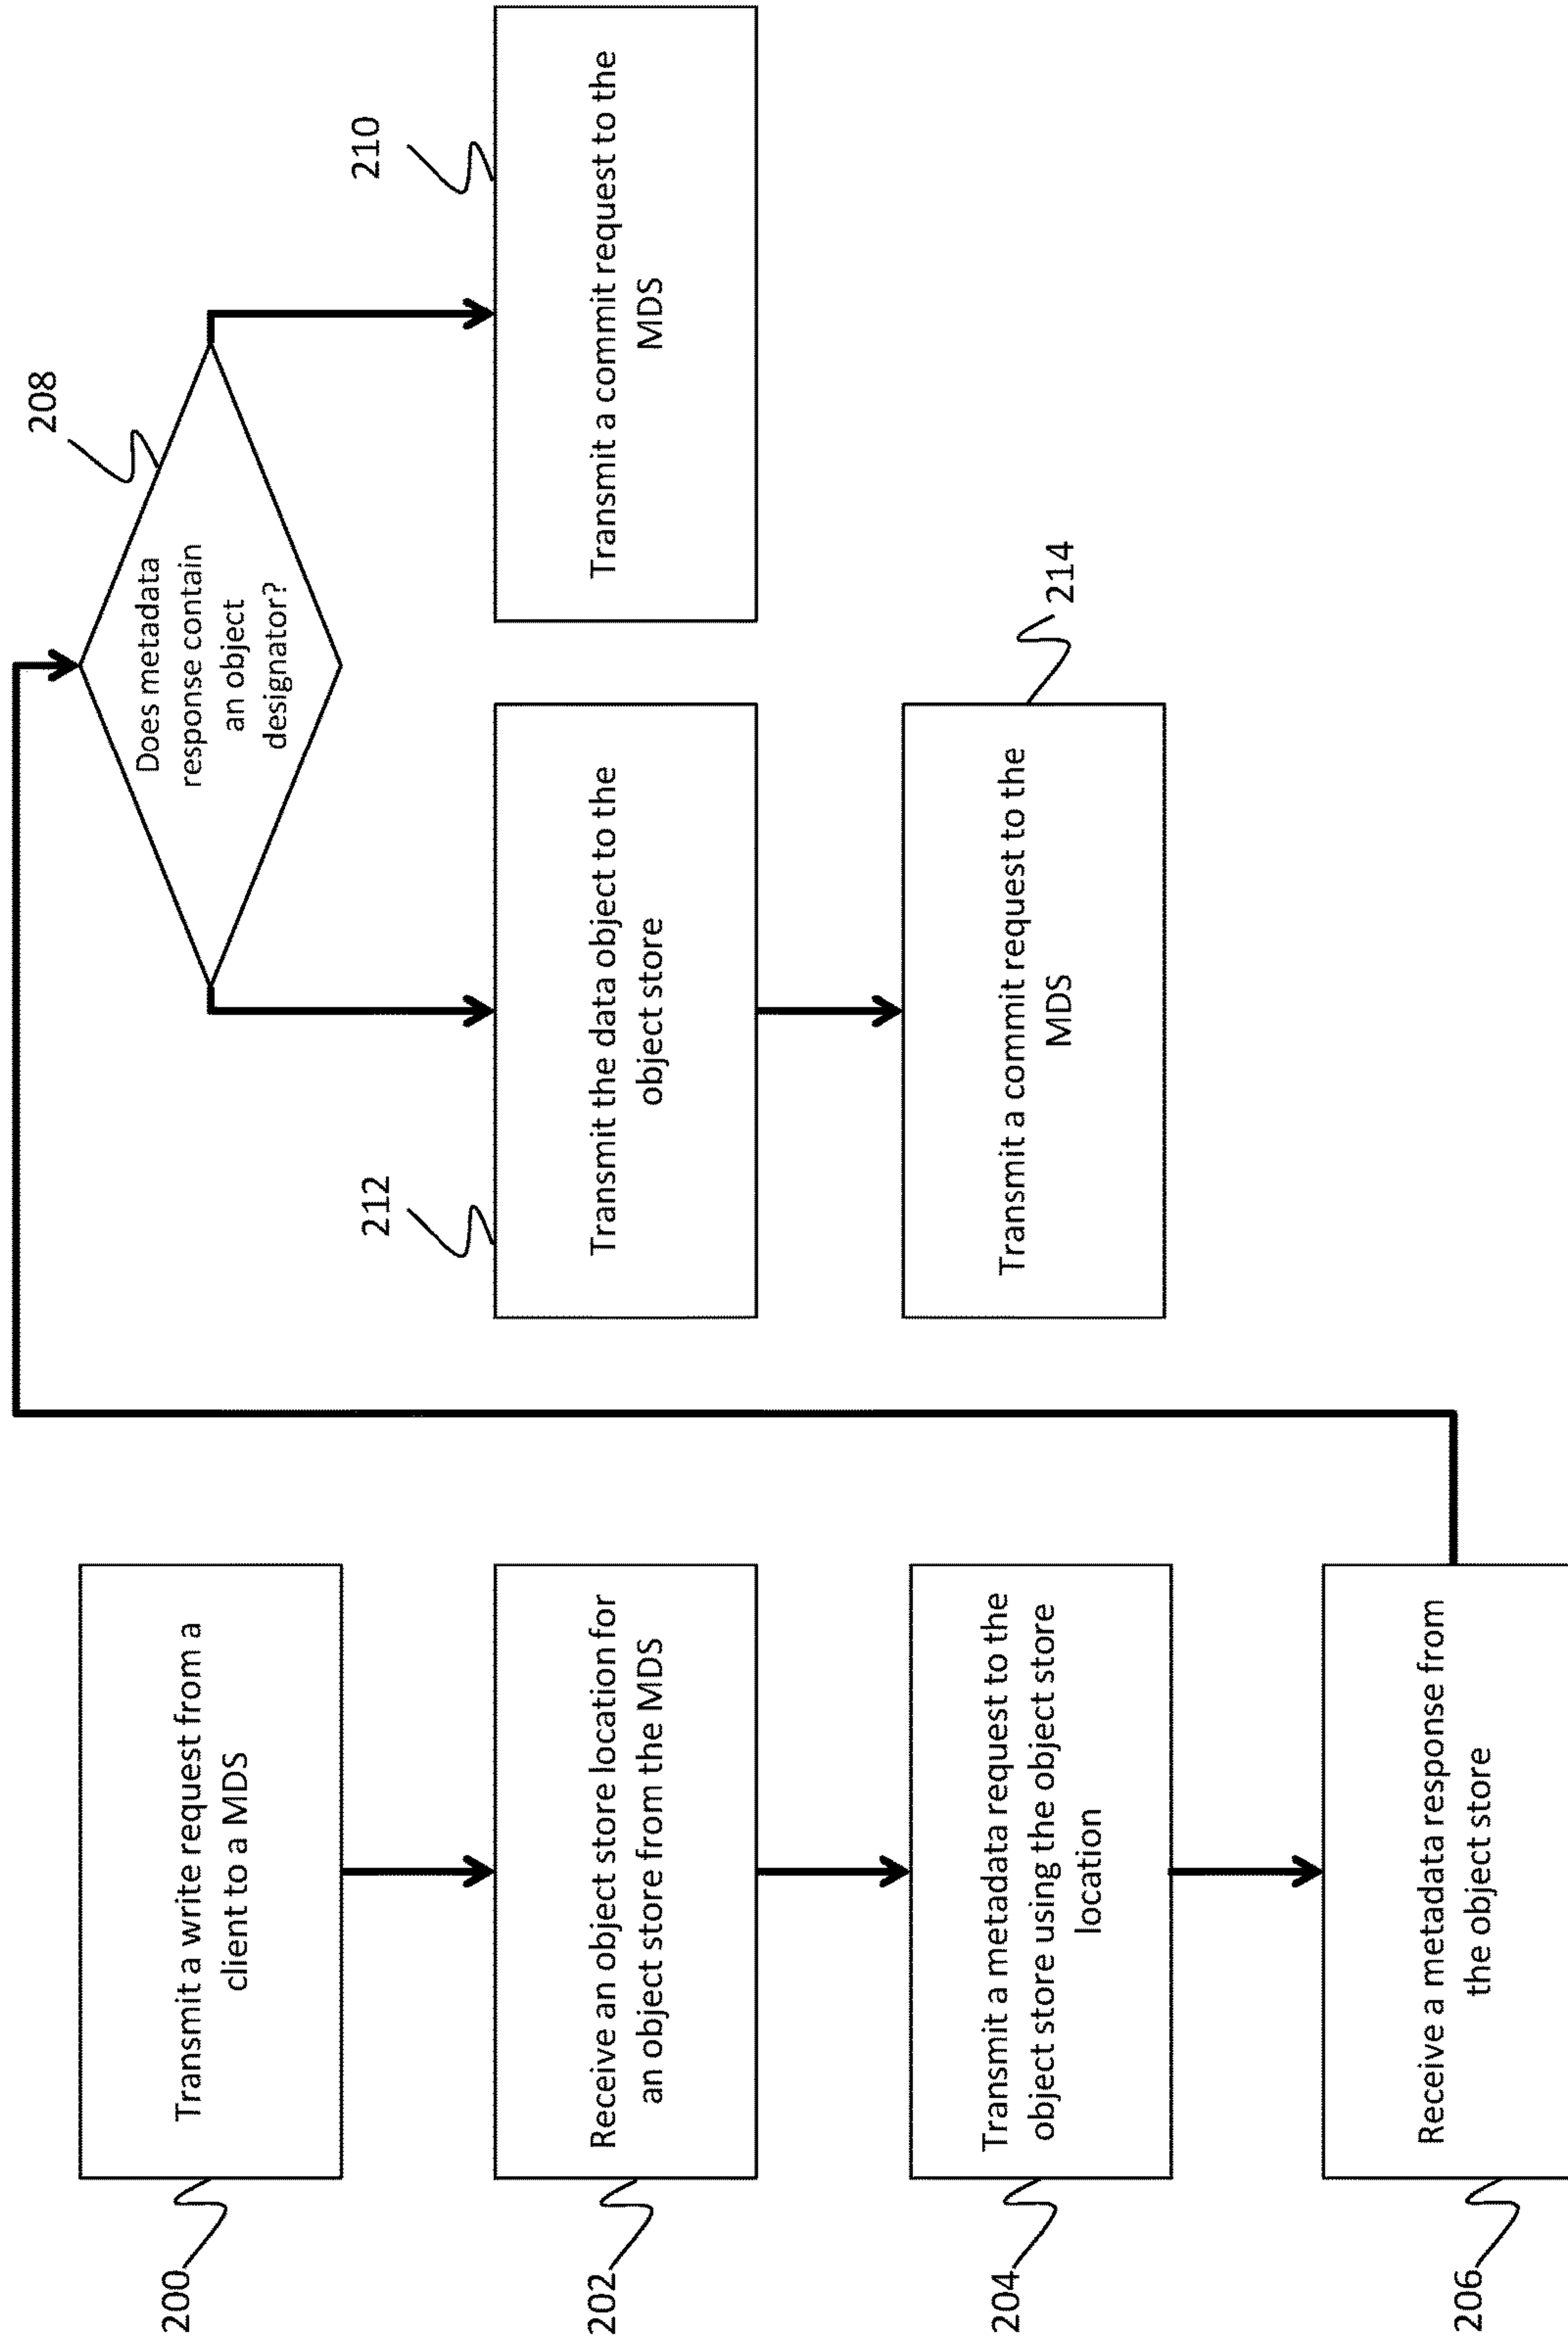 200
Transmit a write request from a
client to a MDS
202
Receive an object store location for
an object store from the MDS
204
Transmit a metadata request to the
object store using the object store
location
206
Receive a metadata response from
the object store
208
Does metadata
response contain
an object
designator?
212
Transmit the data object to the
object store
214
Transmit a commit request to the
MDS
210
Transmit a commit request to the
MDS